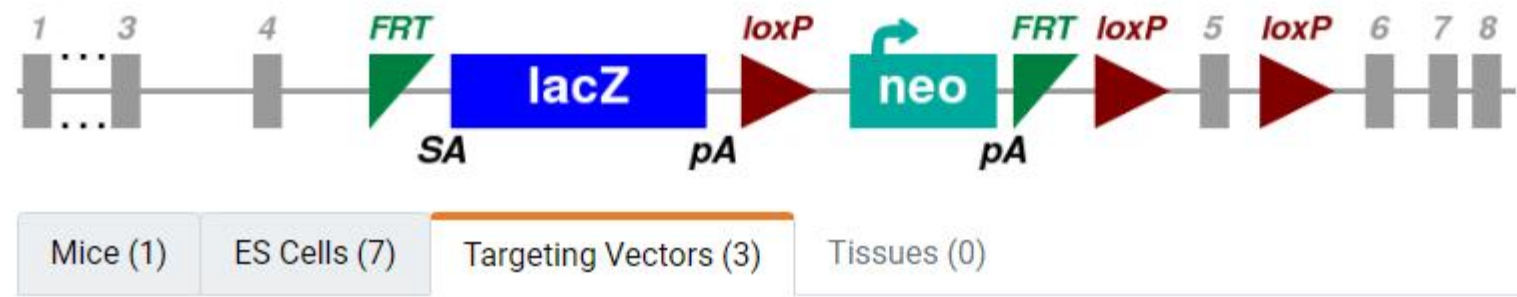 1 ... 3 4 FRT loxP FRT loxP 5 loxP 6 7 8
lacZ neo
...
SA pA pA
Mice (1) ES Cells (7) Targeting Vectors (3) Tissues (0)